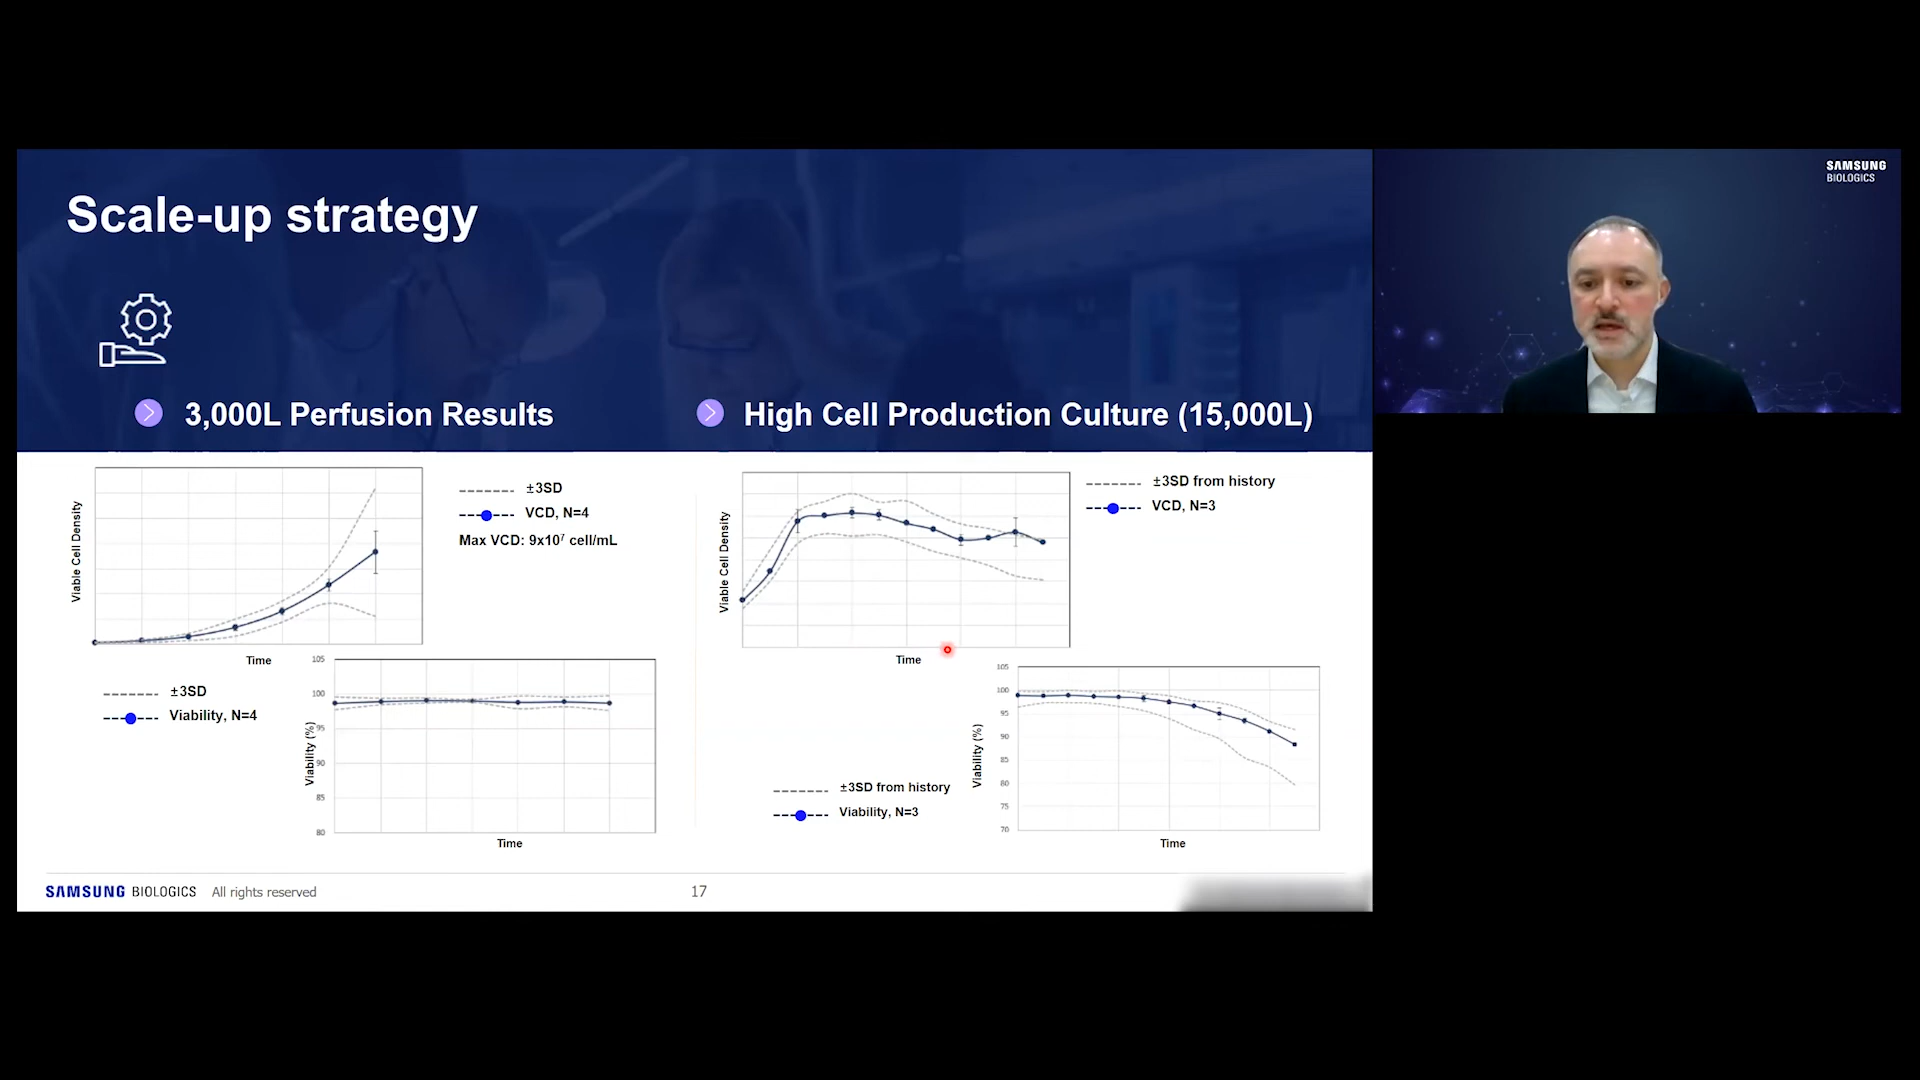 SAMSUNG
BIOLOGICS
Scale-up strategy
3,000L Perfusion Results
High Cell Production Culture (15,000L)
Viable Cell Density
Time
±3SD
VCD, N=4
Max VCD: 9x10⁷ cell/mL
±3SD
Viability, N=4
Viability (%)
105
100
95
90
85
80
Time
Viable Cell Density
Time
±3SD from history
VCD, N=3
±3SD from history
Viability, N=3
Viability (%)
105
100
95
90
85
80
75
70
Time
SAMSUNG BIOLOGICS All rights reserved
17